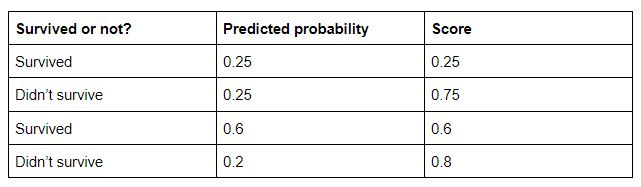 Survived or not? Predicted probability Score
Survived 0.25 0.25
Didn’t survive 0.25 0.75
Survived 0.6 0.6
Didn’t survive 0.2 0.8